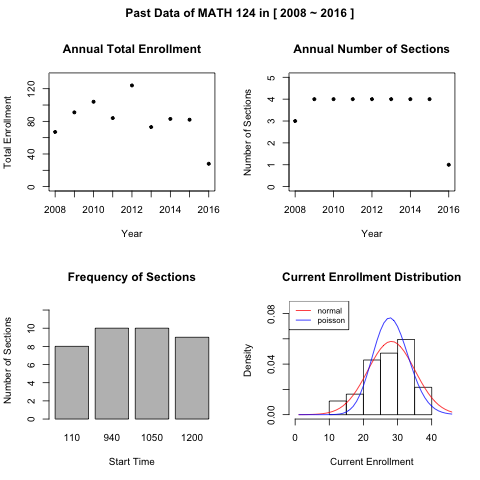 Past Data of MATH 124 in [ 2008 ~ 2016 ]
Annual Total Enrollment
Total Enrollment
0
40
80
120
2008
2010
2012
2014
2016
Year
Annual Number of Sections
Number of Sections
0
1
2
3
4
5
2008
2010
2012
2014
2016
Year
Frequency of Sections
Number of Sections
0
2
4
6
8
10
110
940
1050
1200
Start Time
Current Enrollment Distribution
normal
poisson
Density
0.00
0.04
0.08
0
10
20
30
40
Current Enrollment